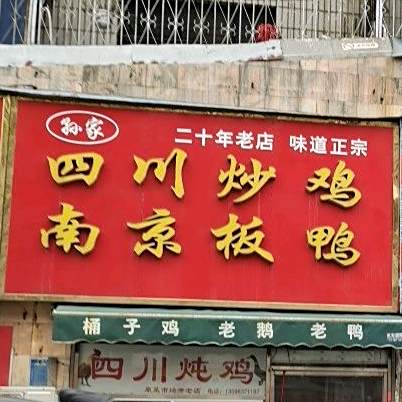 孙家
二十年老店 味道正宗
四川炒鸡
南京板鸭
桶子鸡 老鹅 老鸭
四川炖鸡